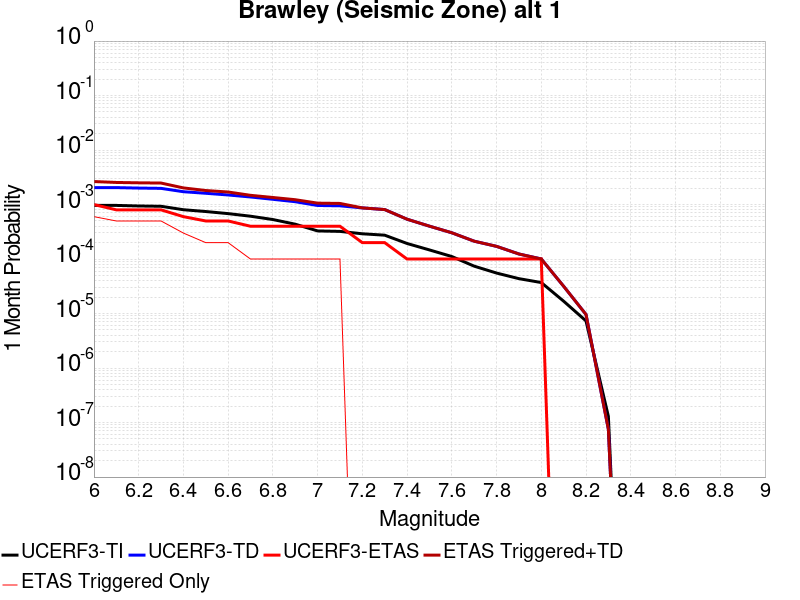 Brawley (Seismic Zone) alt 1
1 Month Probability
10^0
10^-1
10^-2
10^-3
10^-4
10^-5
10^-6
10^-7
10^-8
6 6.2 6.4 6.6 6.8 7 7.2 7.4 7.6 7.8 8 8.2 8.4 8.6 8.8 9
Magnitude
UCERF3-TI UCERF3-TD UCERF3-ETAS ETAS Triggered+TD
ETAS Triggered Only